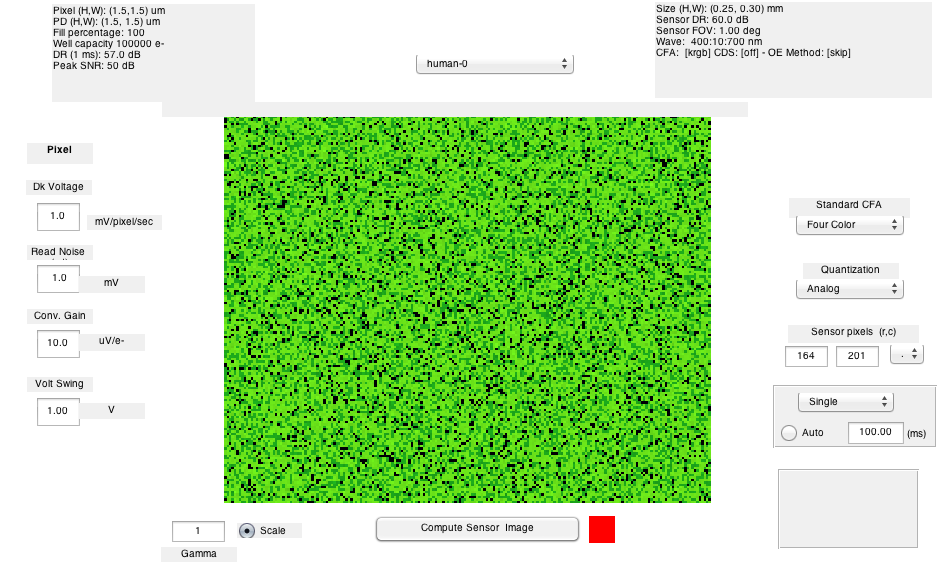 Pixel (H,W): (1.5,1.5) um
PD (H,W): (1.5, 1.5) um
Fill percentage: 100
Well capacity 100000 e-
DR (1 ms): 57.0 dB
Peak SNR: 50 dB
human-0
Size (H,W): (0.25, 0.30) mm
Sensor DR: 60.0 dB
Sensor FOV: 1.00 deg
Wave:  400:10:700 nm
CFA:  [krgb] CDS: [off] - OE Method: [skip]
Pixel
Dk Voltage
1.0 mV/pixel/sec
Read Noise
1.0 mV
Conv. Gain
10.0 uV/e-
Volt Swing
1.00 V
Standard CFA
Four Color
Quantization
Analog
Sensor pixels  (r,c)
164 201 .
Single
Auto 100.00 (ms)
1 Scale
Gamma
Compute Sensor  Image